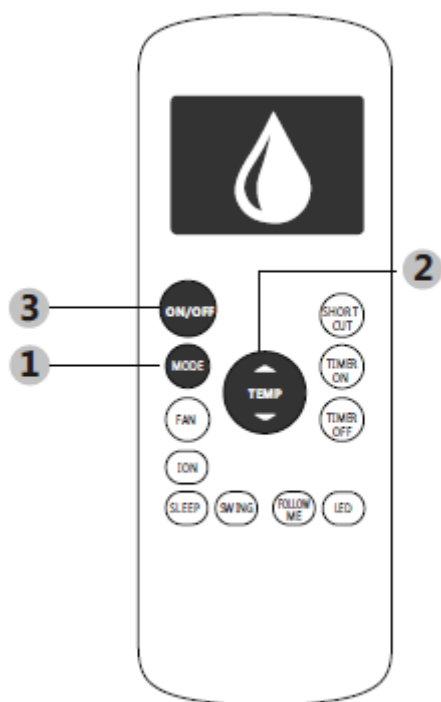 2
3
ON/OFF
SHORT
CUT
1
MODE
TEMP
TIMER
ON
FAN
TIMER
OFF
ION
SLEEP
SWING
FOLLOW
ME
LED